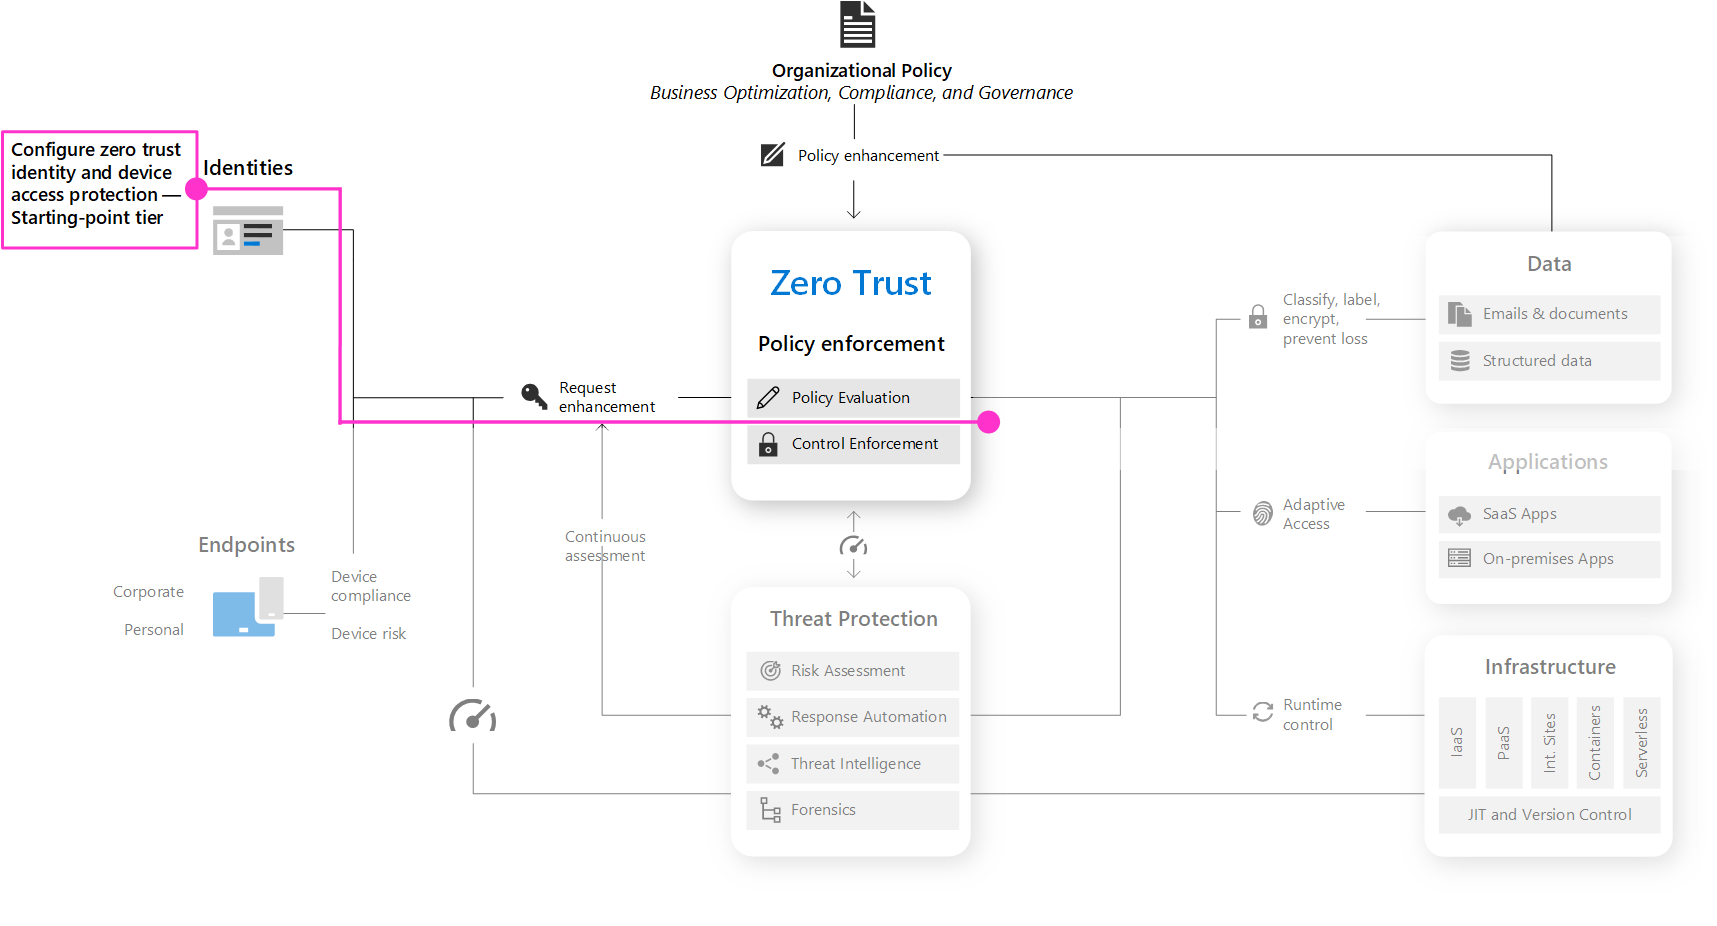 Organizational Policy
Business Optimization, Compliance, and Governance
Policy enhancement
Configure zero trust
identity and device
access protection —
Starting-point tier
Identities
Zero Trust
Policy enforcement
Policy Evaluation
Control Enforcement
Request
enhancement
Continuous
assessment
Endpoints
Corporate
Personal
Device
compliance
Device risk
Threat Protection
Risk Assessment
Response Automation
Threat Intelligence
Forensics
Classify, label,
encrypt,
prevent loss
Data
Emails & documents
Structured data
Adaptive
Access
Applications
SaaS Apps
On-premises Apps
Runtime
control
Infrastructure
IaaS
PaaS
Int. Sites
Containers
Serverless
JIT and Version Control